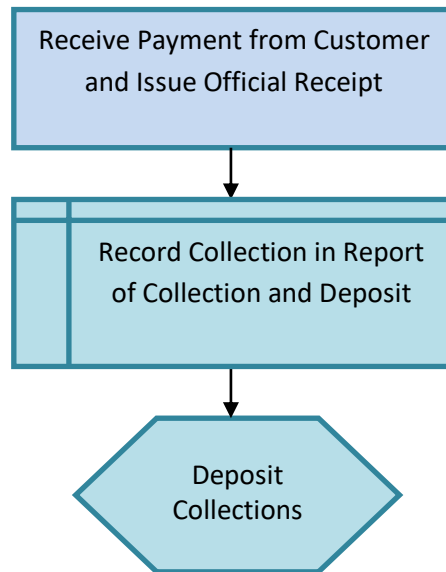 Receive Payment from Customer
and Issue Official Receipt
Record Collection in Report
of Collection and Deposit
Deposit
Collections